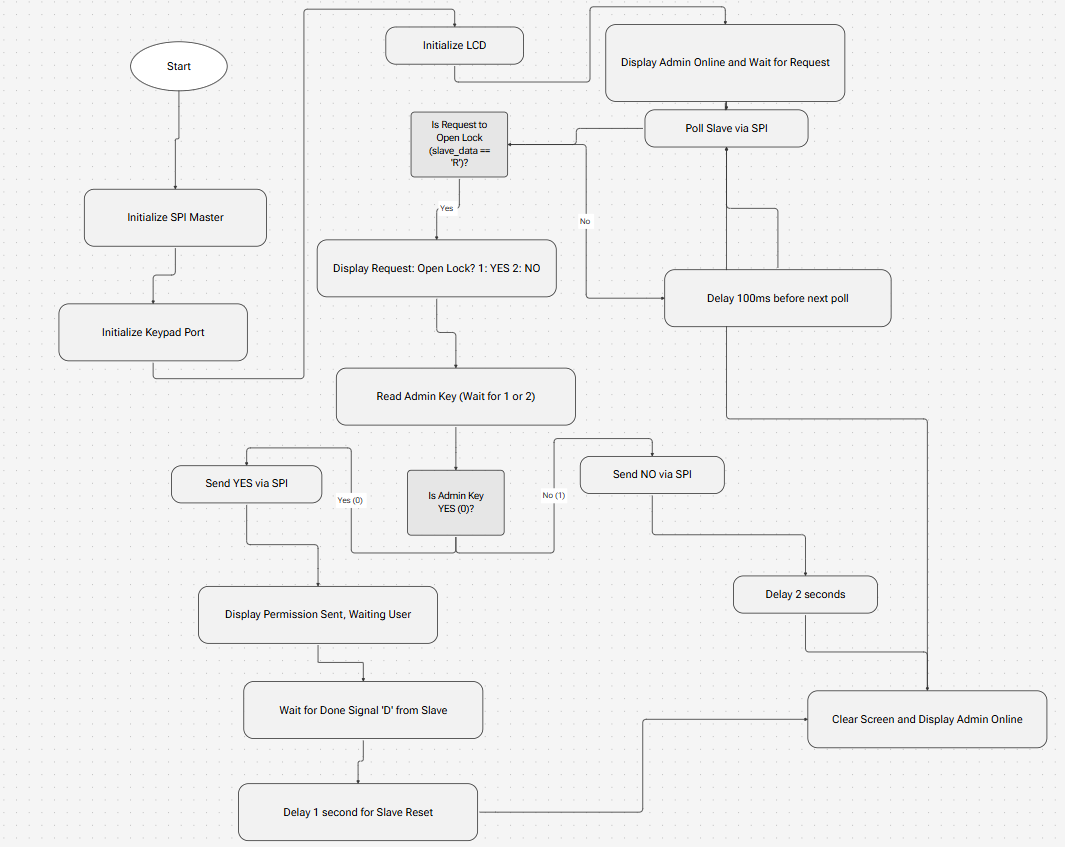 Start
Initialize SPI Master
Initialize Keypad Port
Initialize LCD
Display Admin Online and Wait for Request
Poll Slave via SPI
Is Request to
Open Lock
(slave_data ==
'R')?
Yes
No
Display Request: Open Lock? 1: YES 2: NO
Delay 100ms before next poll
Read Admin Key (Wait for 1 or 2)
Is Admin Key
YES (0)?
Yes (0)
No (1)
Send YES via SPI
Send NO via SPI
Display Permission Sent, Waiting User
Delay 2 seconds
Wait for Done Signal 'D' from Slave
Delay 1 second for Slave Reset
Clear Screen and Display Admin Online